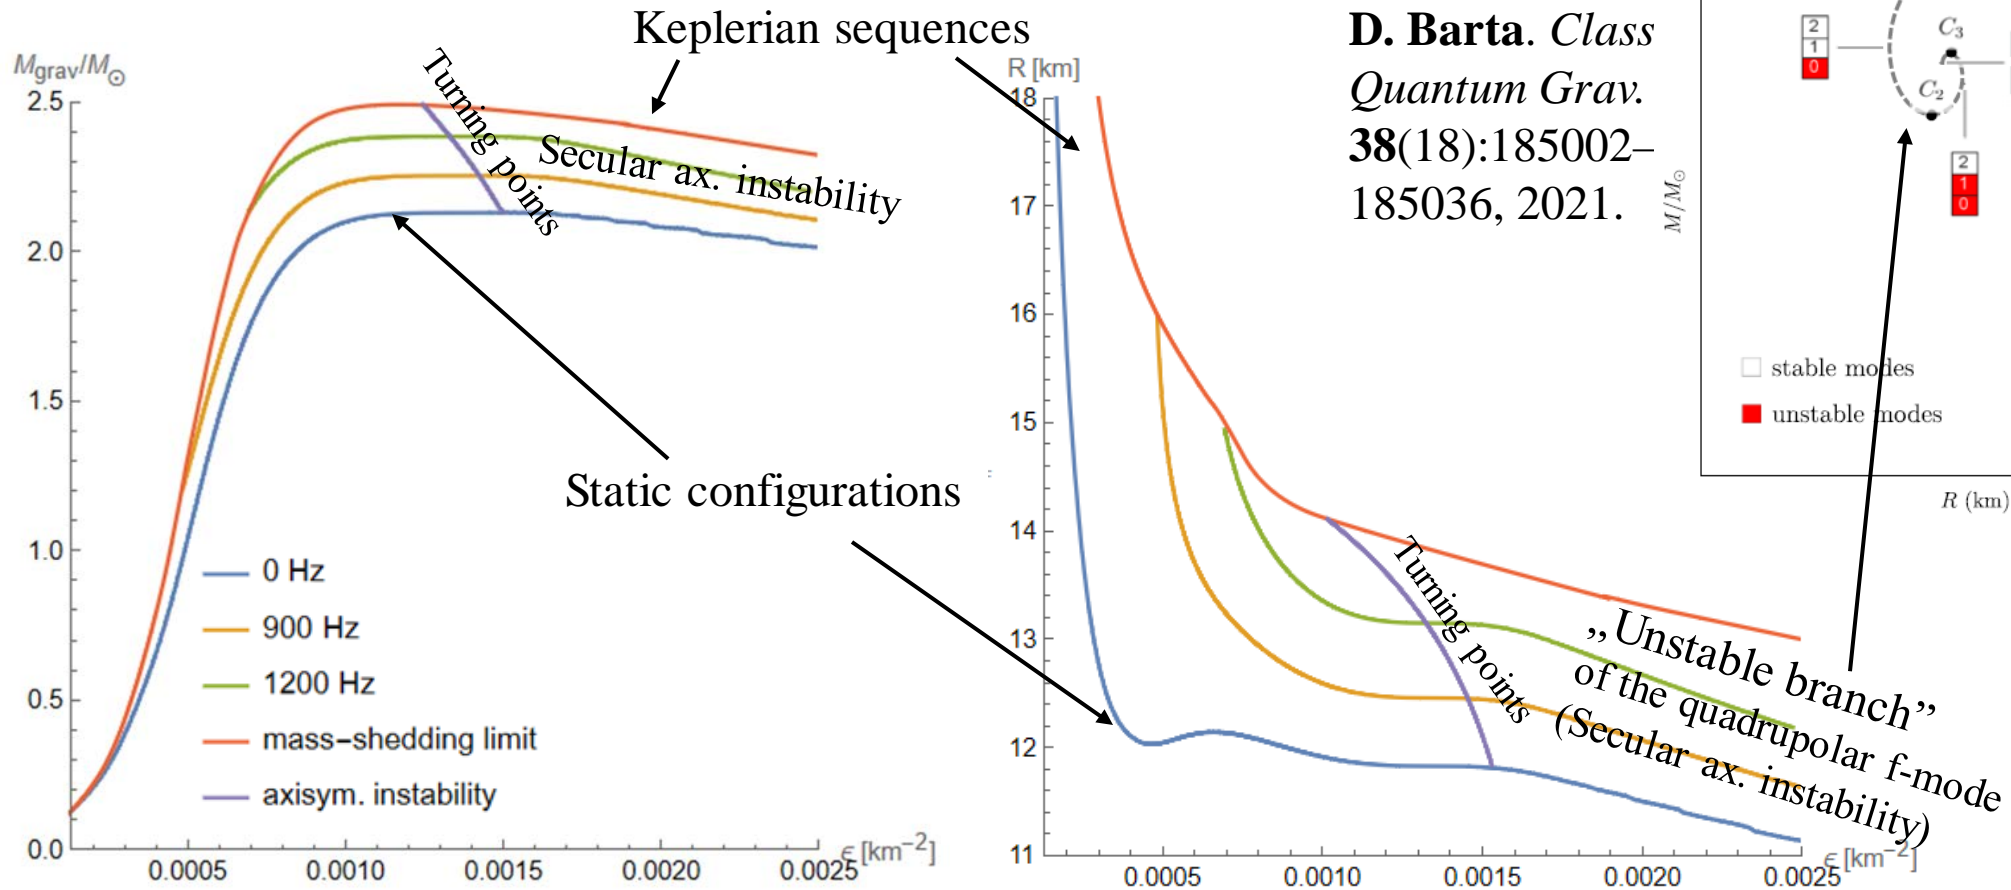 Keplerian sequences
M_grav/M_⊙
2.5
2.0
1.5
1.0
0.5
0.0
0.0005
0.0010
0.0015
0.0020
0.0025
ϵ [km⁻²]
Turning points
Secular ax. instability
Static configurations
0 Hz
900 Hz
1200 Hz
mass–shedding limit
axisym. instability
R [km]
18
17
16
15
14
13
12
11
0.0005
0.0010
0.0015
0.0020
0.0025
ϵ [km⁻²]
Turning points
„Unstable branch”
of the quadrupolar f-mode
(Secular ax. instability)
D. Barta. Class
Quantum Grav.
38(18):185002–
185036, 2021.
M/M_⊙
2
1
0
C₃
C₂
2
1
0
stable modes
unstable modes
R (km)